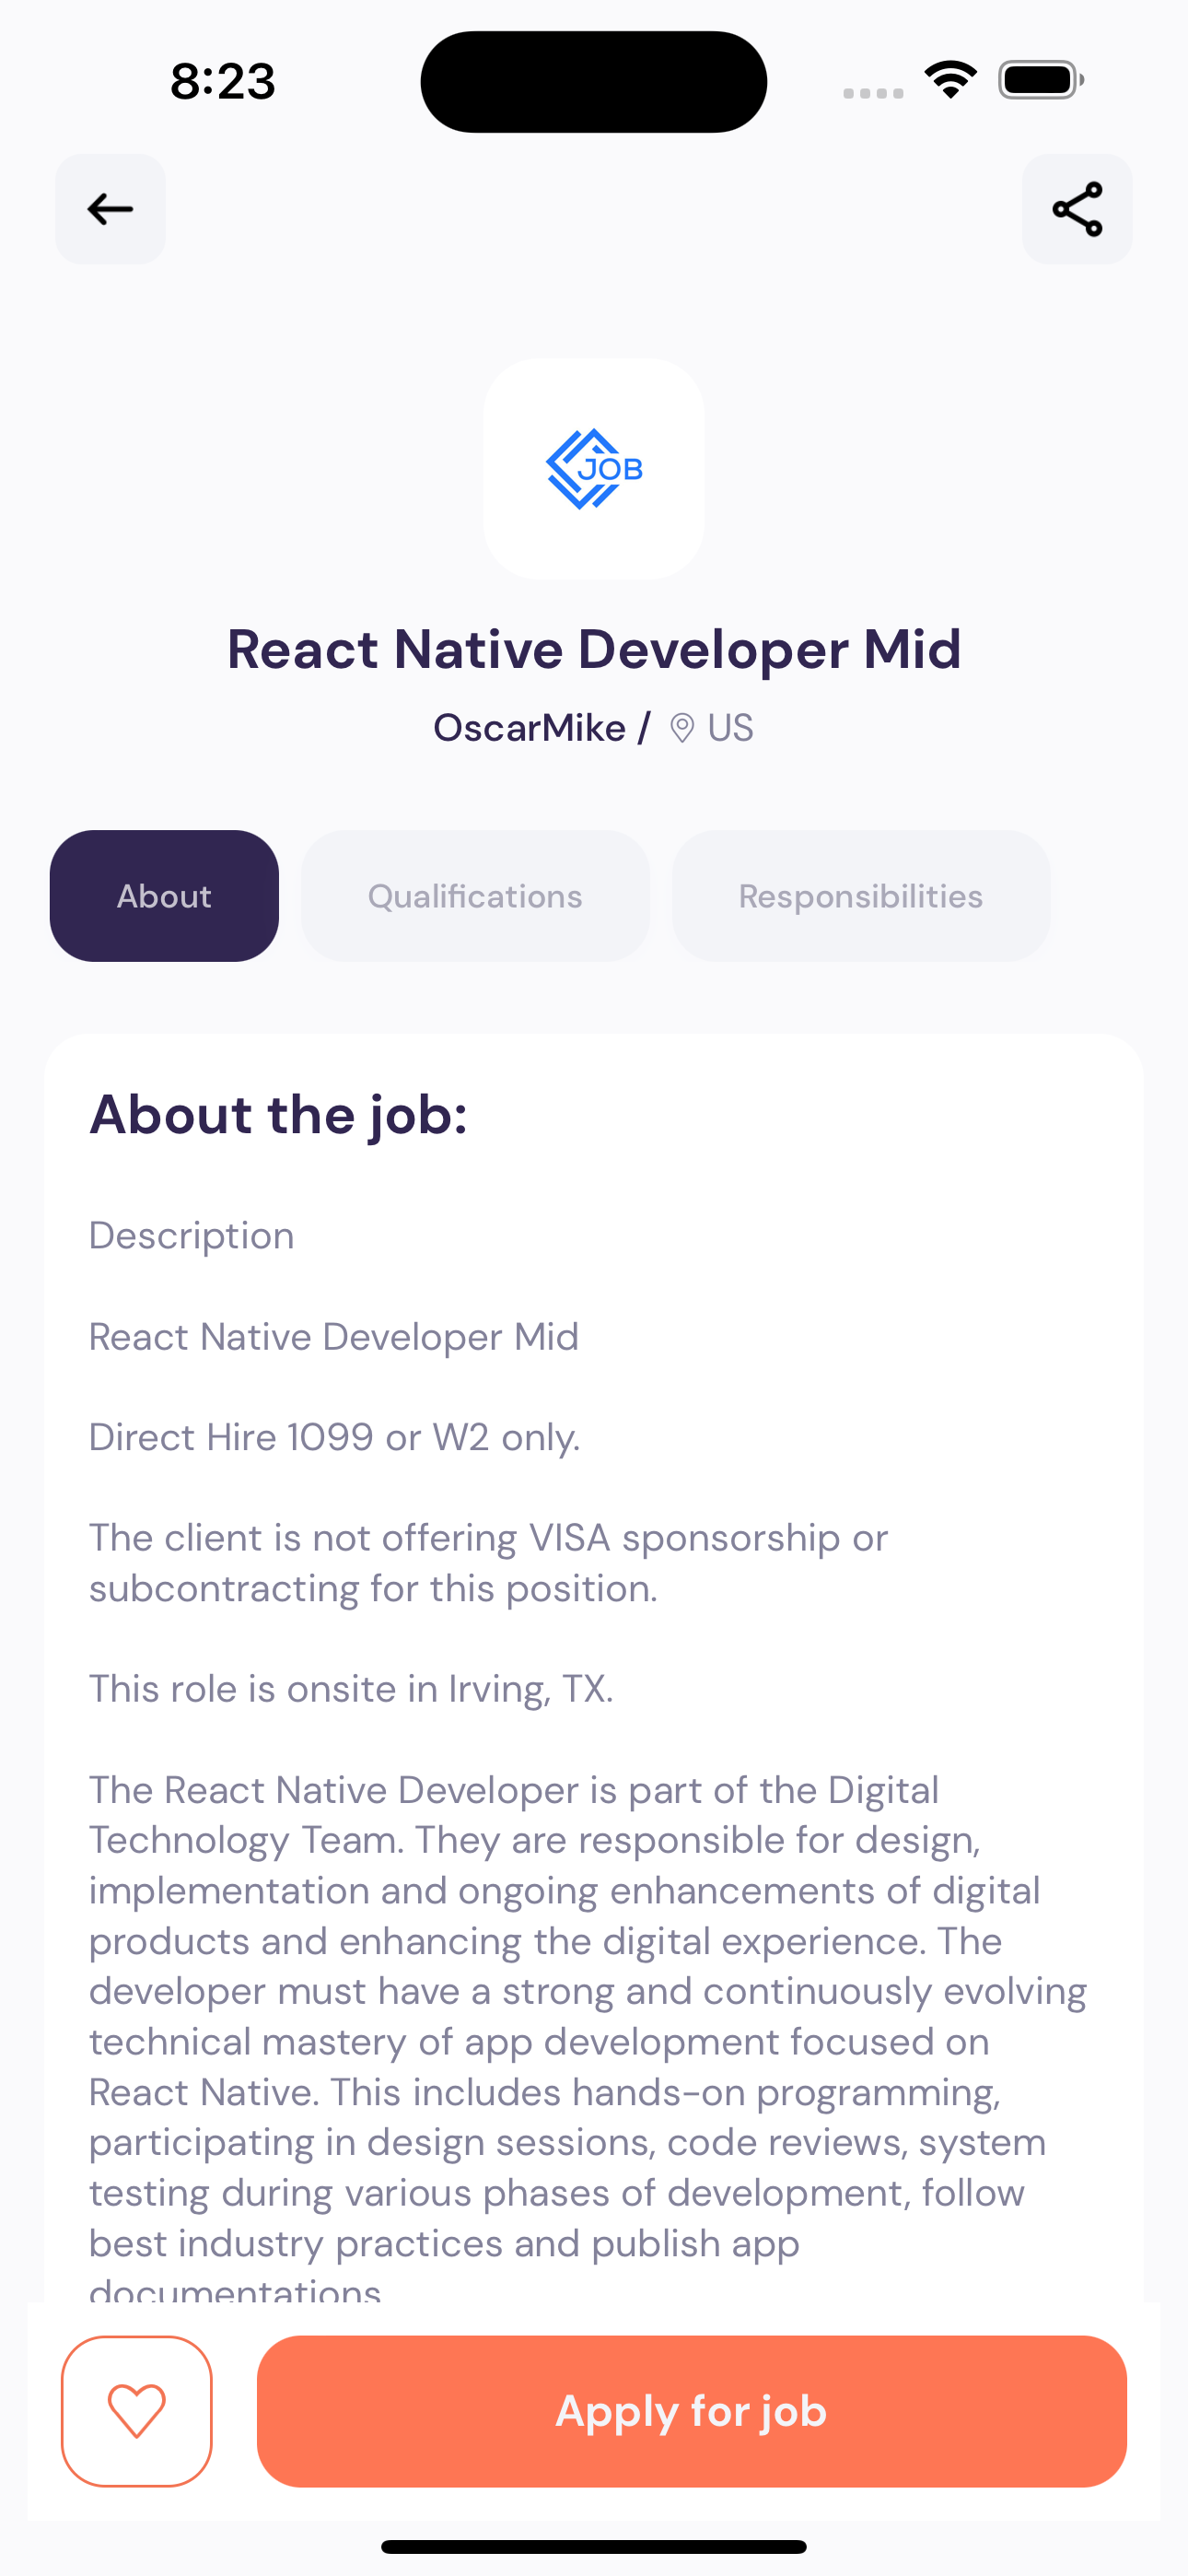 8:23
JOB
React Native Developer Mid
OscarMike / US
About
Qualifications
Responsibilities
About the job:
Description
React Native Developer Mid
Direct Hire 1099 or W2 only.
The client is not offering VISA sponsorship or
subcontracting for this position.
This role is onsite in Irving, TX.
The React Native Developer is part of the Digital
Technology Team. They are responsible for design,
implementation and ongoing enhancements of digital
products and enhancing the digital experience. The
developer must have a strong and continuously evolving
technical mastery of app development focused on
React Native. This includes hands-on programming,
participating in design sessions, code reviews, system
testing during various phases of development, follow
best industry practices and publish app
documentations
Apply for job